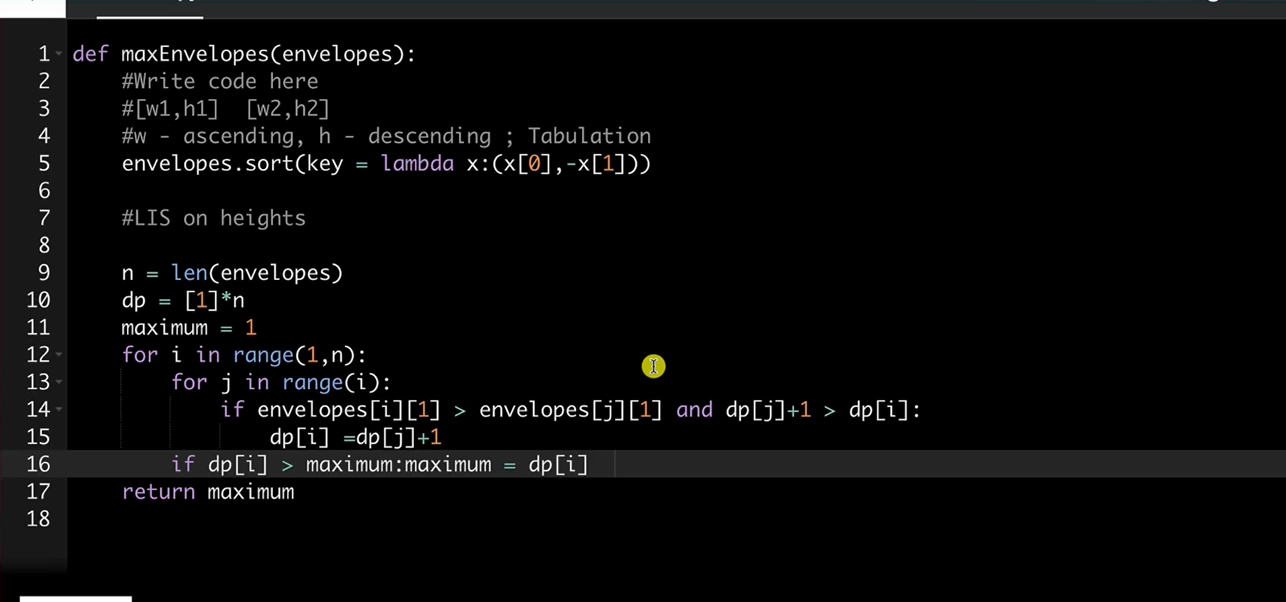 1 def maxEnvelopes(envelopes):
2 #Write code here
3 #[w1,h1] [w2,h2]
4 #w - ascending, h - descending ; Tabulation
5 envelopes.sort(key = lambda x:(x[0],-x[1]))
6
7 #LIS on heights
8
9 n = len(envelopes)
10 dp = [1]*n
11 maximum = 1
12 for i in range(1,n):
13 for j in range(i):
14 if envelopes[i][1] > envelopes[j][1] and dp[j]+1 > dp[i]:
15 dp[i] =dp[j]+1
16 if dp[i] > maximum:maximum = dp[i]
17 return maximum
18